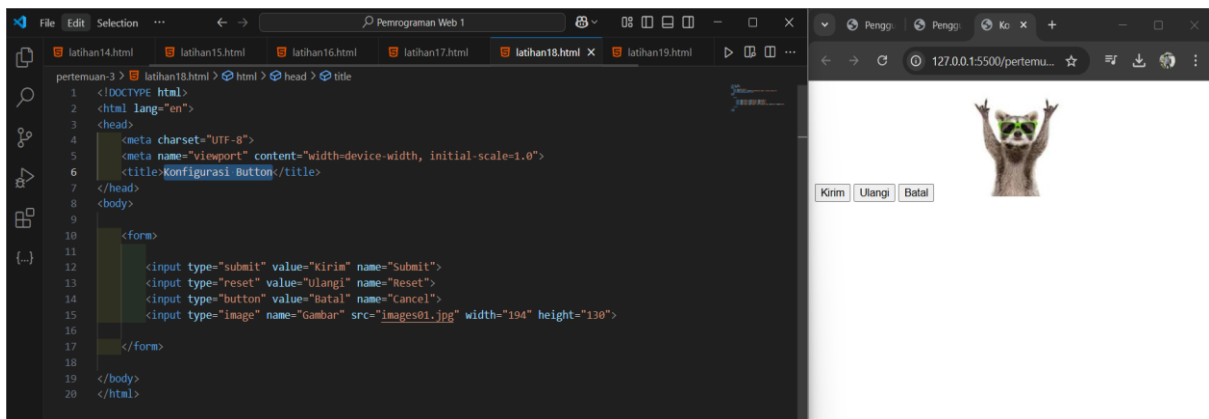 File Edit Selection ··· Pemrograman Web 1
latihan14.html latihan15.html latihan16.html latihan17.html latihan18.html latihan19.html
pertemuan-3 > latihan18.html > html > head > title
1 <!DOCTYPE html>
2 <html lang="en">
3 <head>
4 <meta charset="UTF-8">
5 <meta name="viewport" content="width=device-width, initial-scale=1.0">
6 <title>Konfigurasi Button</title>
7 </head>
8 <body>
9
10 <form>
11
12 <input type="submit" value="Kirim" name="Submit">
13 <input type="reset" value="Ulangi" name="Reset">
14 <input type="button" value="Batal" name="Cancel">
15 <input type="image" name="Gambar" src="images01.jpg" width="194" height="130">
16
17 </form>
18
19 </body>
20 </html>
Penggu Penggu Ko
127.0.0.1:5500/pertemu...
Kirim Ulangi Batal